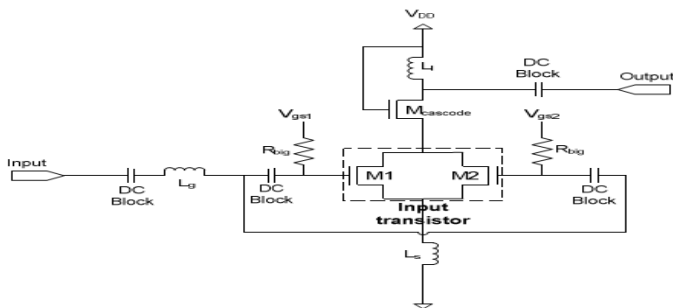 VDD
DC
Block
Output
Lₗ
Mcascode
Vgs1
Vgs2
Rbig
Rbig
Input
M1
M2
DC
Block
Lg
DC
Block
DC
Block
Input
transistor
Ls